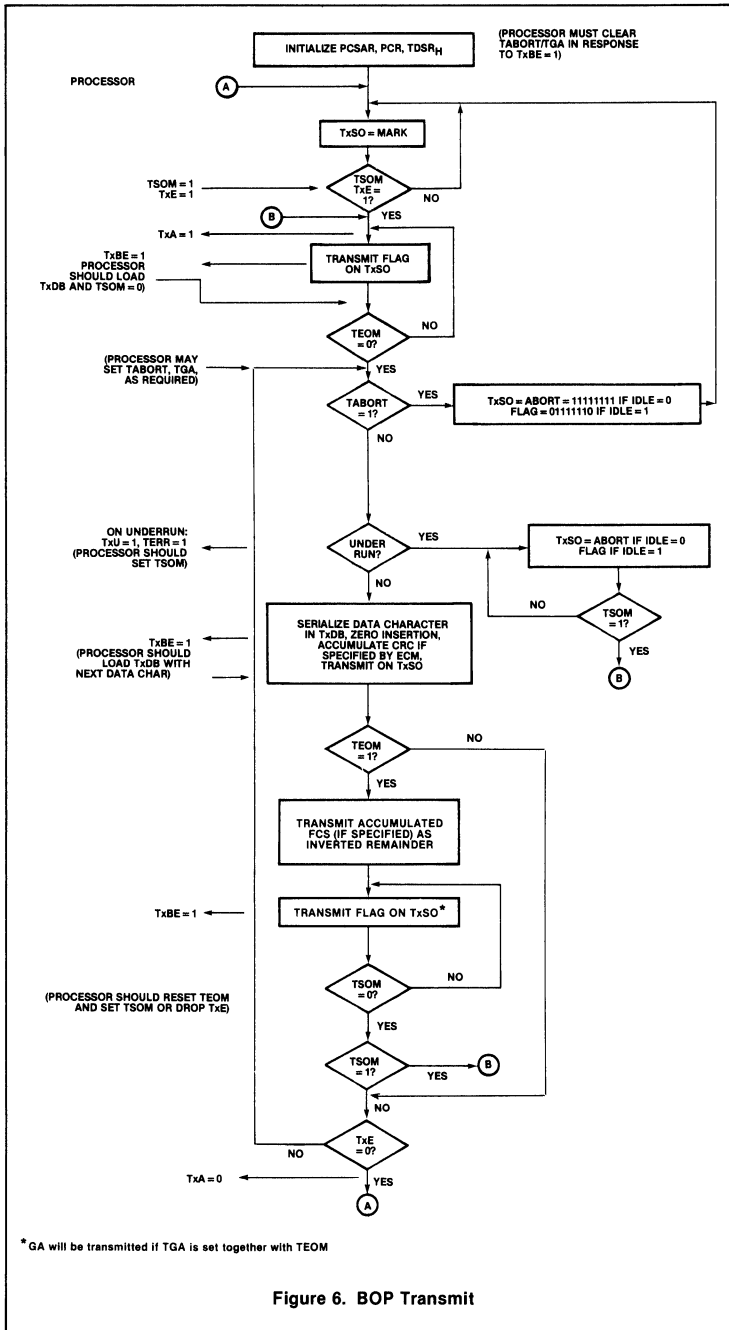 INITIALIZE PCSAR, PCR, TDSRH
(PROCESSOR MUST CLEAR
TABORT/TGA IN RESPONSE
TO TxBE = 1)
PROCESSOR
A
TxSO = MARK
TSOM = 1
TxE = 1
TSOM
TxE =
1?
NO
B
YES
TxA = 1
TRANSMIT FLAG
ON TxSO
TxBE = 1
PROCESSOR
SHOULD LOAD
TxDB AND TSOM = 0)
TEOM
= 0?
NO
YES
(PROCESSOR MAY
SET TABORT, TGA,
AS REQUIRED)
TABORT
= 1?
YES
TxSO = ABORT = 11111111 IF IDLE = 0
FLAG = 01111110 IF IDLE = 1
NO
ON UNDERRUN:
TxU = 1, TERR = 1
(PROCESSOR SHOULD
SET TSOM)
UNDER
RUN?
YES
TxSO = ABORT IF IDLE = 0
FLAG IF IDLE = 1
NO
NO
TSOM
= 1?
YES
B
SERIALIZE DATA CHARACTER
IN TxDB, ZERO INSERTION,
ACCUMULATE CRC IF
SPECIFIED BY ECM,
TRANSMIT ON TxSO
TxBE = 1
(PROCESSOR SHOULD
LOAD TxDB WITH
NEXT DATA CHAR)
TEOM
= 1?
NO
YES
TRANSMIT ACCUMULATED
FCS (IF SPECIFIED) AS
INVERTED REMAINDER
TxBE = 1
TRANSMIT FLAG ON TxSO*
TSOM
= 0?
NO
(PROCESSOR SHOULD RESET TEOM
AND SET TSOM OR DROP TxE)
YES
TSOM
= 1?
YES
B
NO
TxE
= 0?
NO
TxA = 0
YES
A
* GA will be transmitted if TGA is set together with TEOM
Figure 6. BOP Transmit